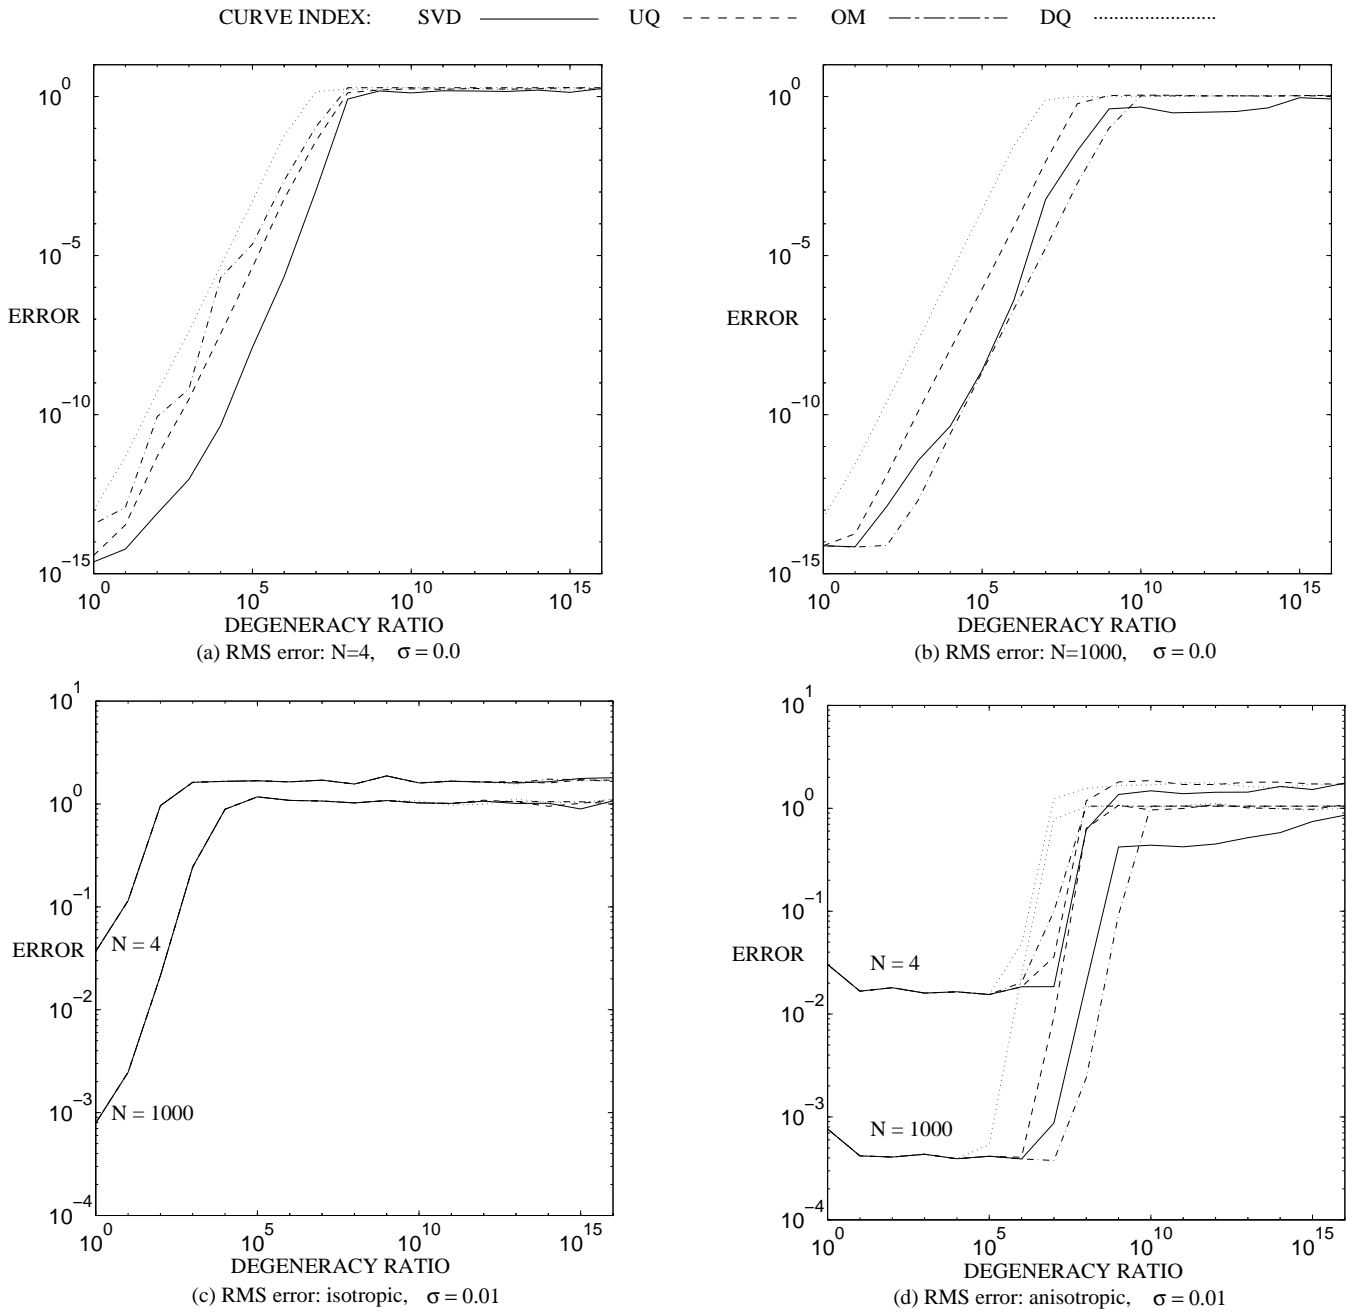 CURVE INDEX: SVD UQ OM DQ
10^0
10^−5
ERROR
10^−10
10^−15
10^0 10^5 10^10 10^15
DEGENERACY RATIO
(a) RMS error: N=4, σ = 0.0
10^0
10^−5
ERROR
10^−10
10^−15
10^0 10^5 10^10 10^15
DEGENERACY RATIO
(b) RMS error: N=1000, σ = 0.0
10^1
10^0
10^−1
ERROR
N = 4
10^−2
10^−3
N = 1000
10^−4
10^0 10^5 10^10 10^15
DEGENERACY RATIO
(c) RMS error: isotropic, σ = 0.01
10^1
10^0
10^−1
ERROR
N = 4
10^−2
10^−3
N = 1000
10^−4
10^0 10^5 10^10 10^15
DEGENERACY RATIO
(d) RMS error: anisotropic, σ = 0.01